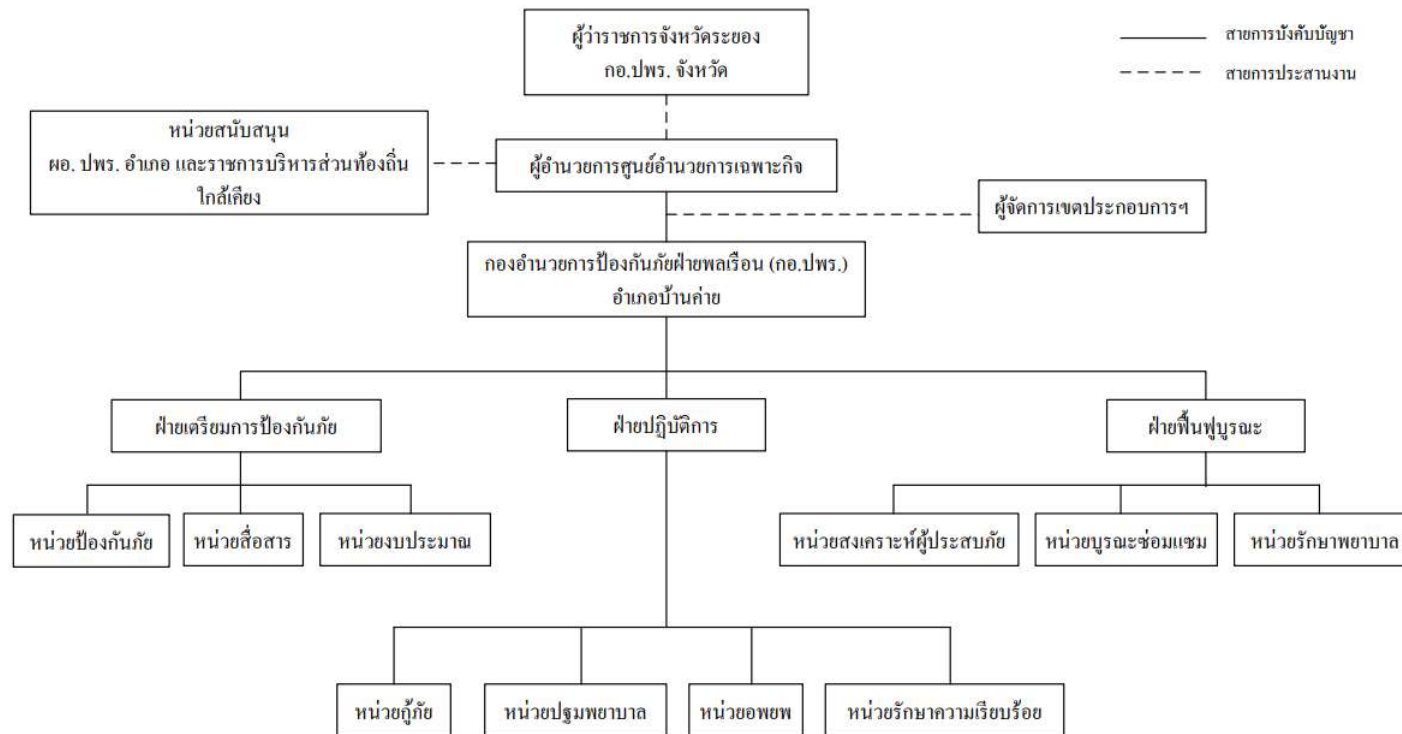 ผู้ว่าราชการจังหวัดระยอง
กอ.ปพร. จังหวัด
สายการบังคับบัญชา
สายการประสานงาน
หน่วยสนับสนุน
ผอ. ปพร. อำเภอ และราชการบริหารส่วนท้องถิ่น
ใกล้เคียง
ผู้อำนวยการศูนย์อำนวยการเฉพาะกิจ
ผู้จัดการเขตประกอบการฯ
กองอำนวยการป้องกันภัยฝ่ายพลเรือน (กอ.ปพร.)
อำเภอบ้านค่าย
ฝ่ายเตรียมการป้องกันภัย
ฝ่ายปฏิบัติการ
ฝ่ายฟื้นฟูบูรณะ
หน่วยป้องกันภัย
หน่วยสื่อสาร
หน่วยงบประมาณ
หน่วยสงเคราะห์ผู้ประสบภัย
หน่วยบูรณะซ่อมแซม
หน่วยรักษาพยาบาล
หน่วยกู้ภัย
หน่วยปฐมพยาบาล
หน่วยอพยพ
หน่วยรักษาความเรียบร้อย